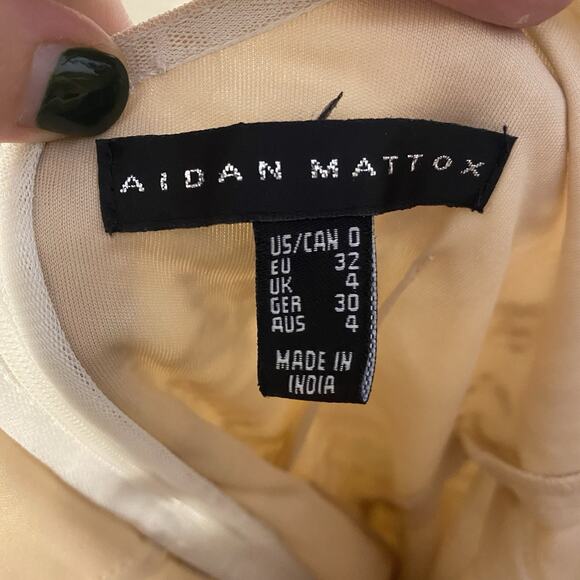 AIDAN MATTOX
US/CAN 0
EU 32
UK 4
GER 30
AUS 4
MADE IN
INDIA